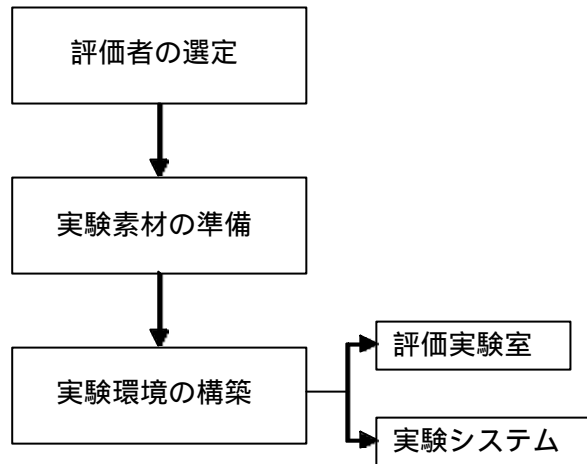 評価者の選定
実験素材の準備
実験環境の構築
評価実験室
実験システム